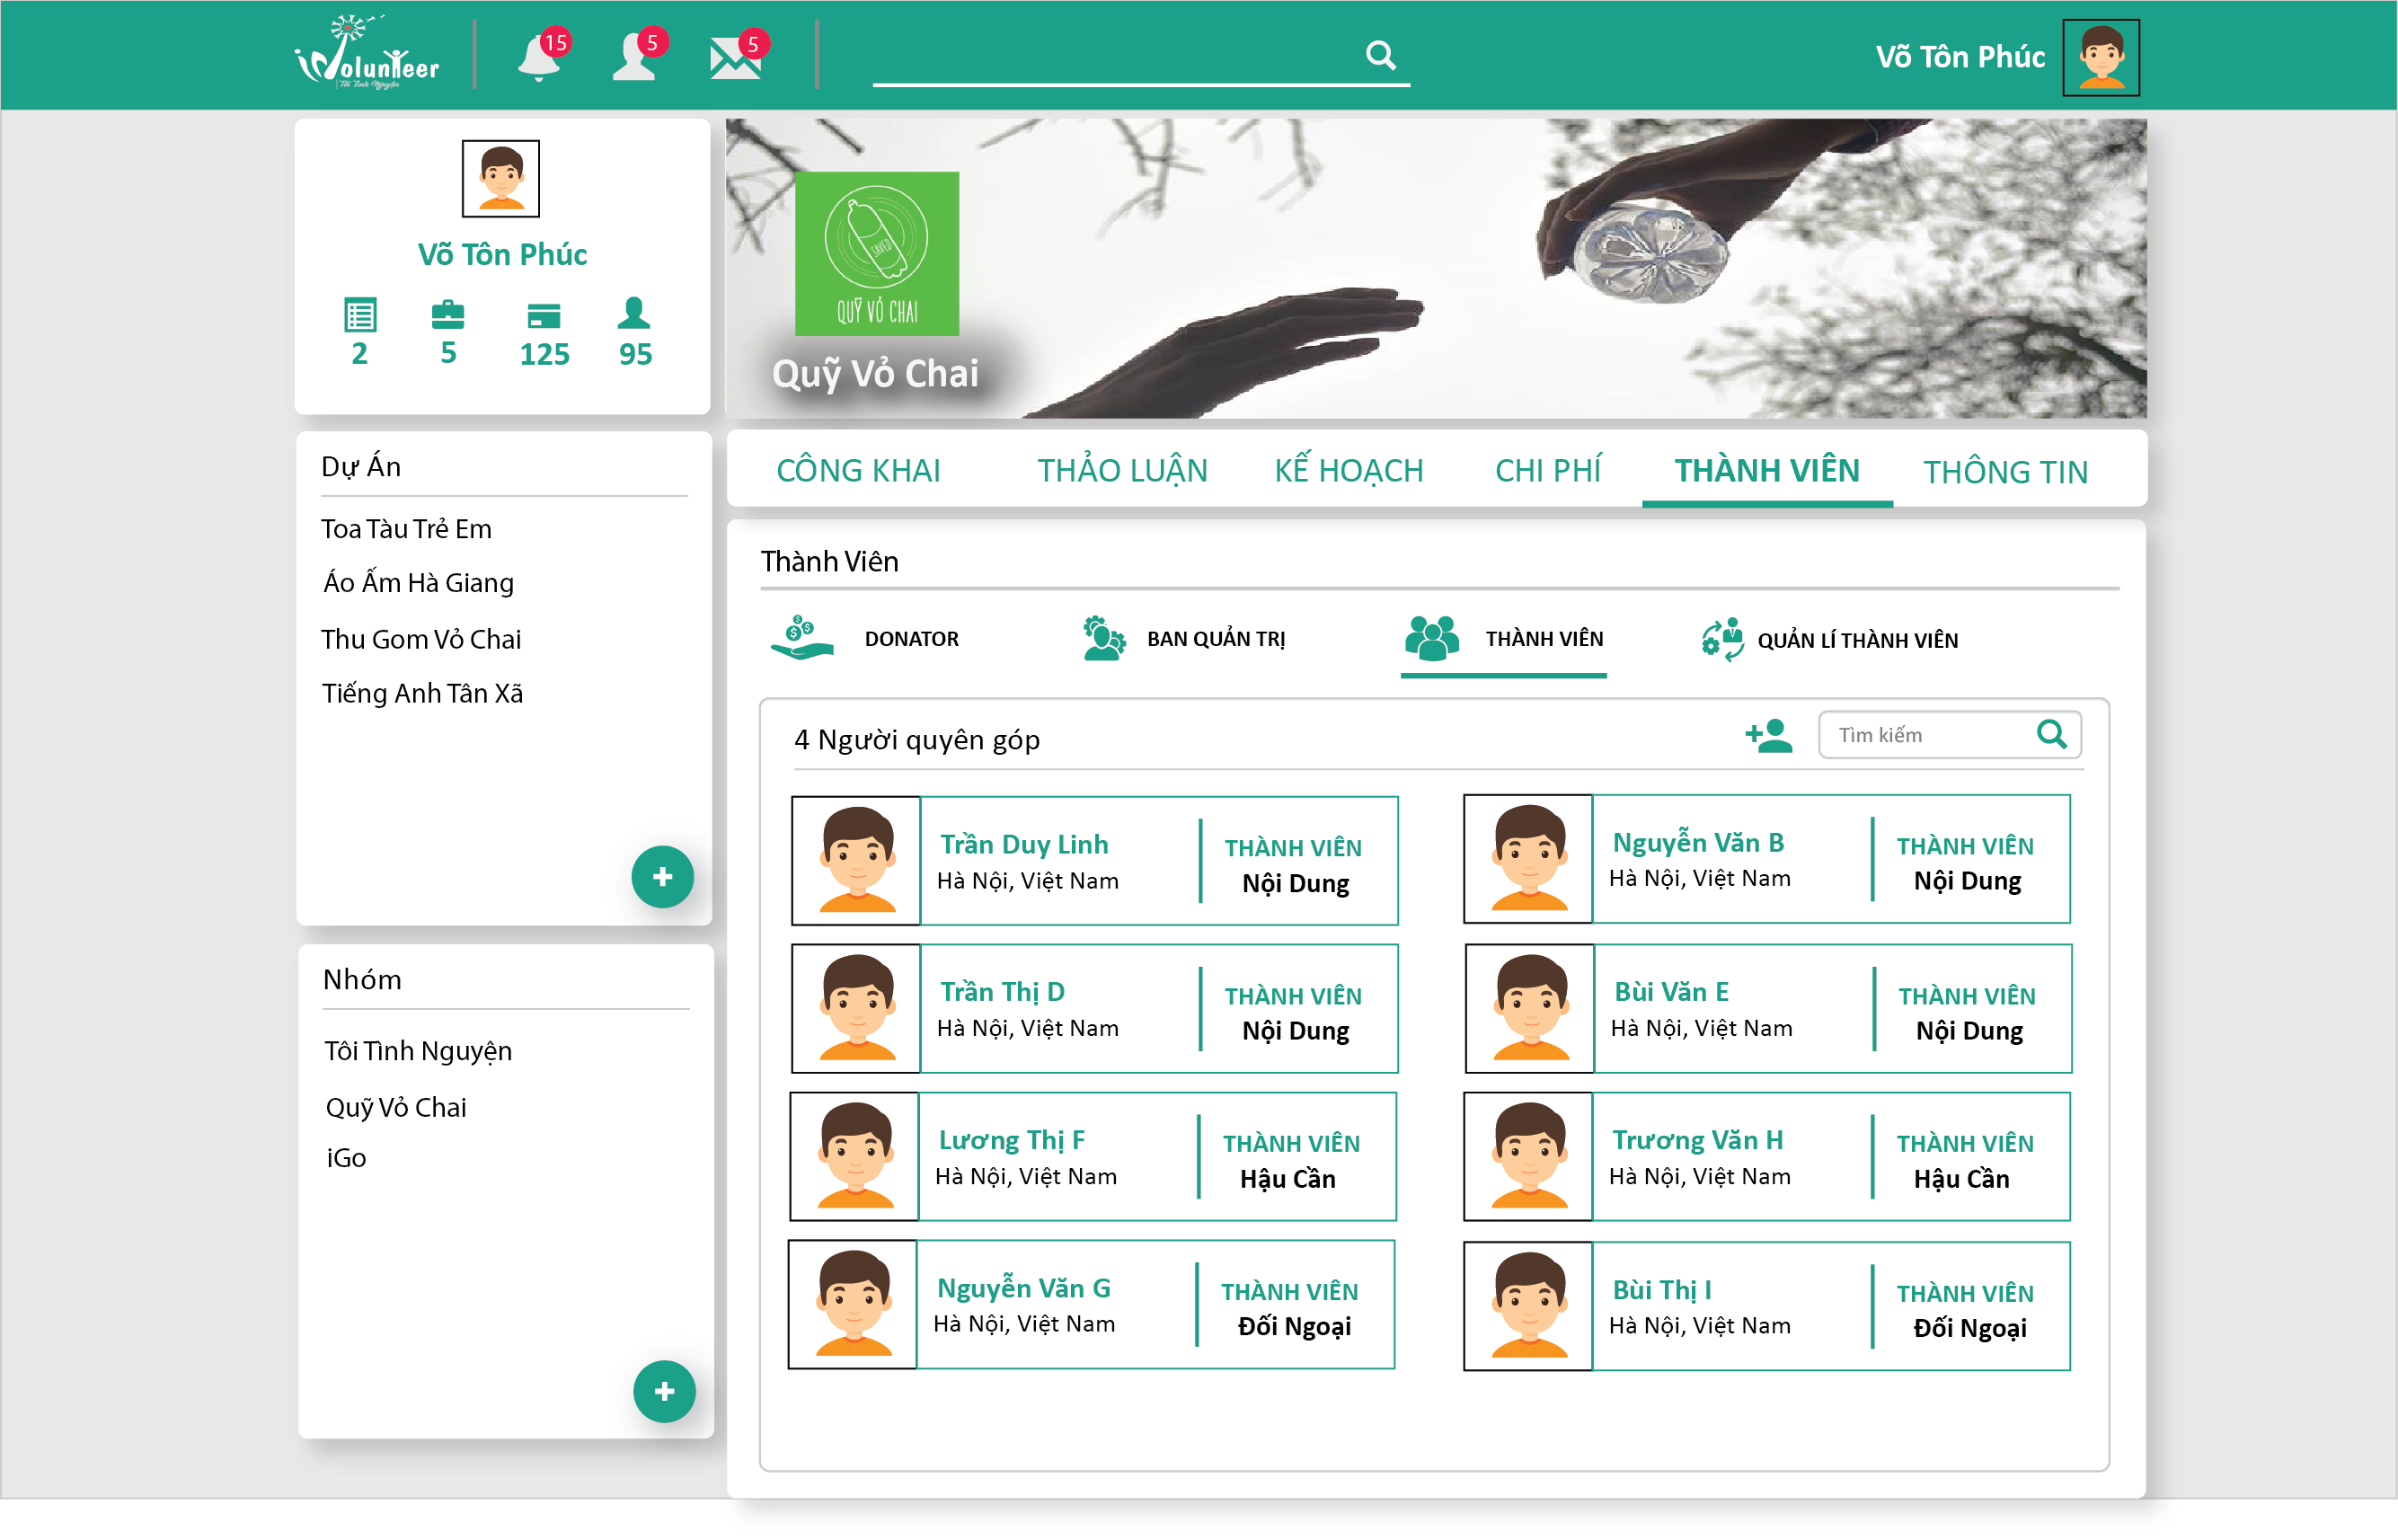 Volunteer
Tôi Tình Nguyện
15
5
5
Võ Tôn Phúc
Võ Tôn Phúc
2
5
125
95
SAVED
QUỸ VỎ CHAI
Quỹ Vỏ Chai
CÔNG KHAI
THẢO LUẬN
KẾ HOẠCH
CHI PHÍ
THÀNH VIÊN
THÔNG TIN
Dự Án
Toa Tàu Trẻ Em
Áo Ấm Hà Giang
Thu Gom Vỏ Chai
Tiếng Anh Tân Xã
Nhóm
Tôi Tình Nguyện
Quỹ Vỏ Chai
iGo
Thành Viên
DONATOR
BAN QUẢN TRỊ
THÀNH VIÊN
QUẢN LÍ THÀNH VIÊN
4 Người quyên góp
Tìm kiếm
Trần Duy Linh
Hà Nội, Việt Nam
THÀNH VIÊN
Nội Dung
Nguyễn Văn B
Hà Nội, Việt Nam
THÀNH VIÊN
Nội Dung
Trần Thị D
Hà Nội, Việt Nam
THÀNH VIÊN
Nội Dung
Bùi Văn E
Hà Nội, Việt Nam
THÀNH VIÊN
Nội Dung
Lương Thị F
Hà Nội, Việt Nam
THÀNH VIÊN
Hậu Cần
Trương Văn H
Hà Nội, Việt Nam
THÀNH VIÊN
Hậu Cần
Nguyễn Văn G
Hà Nội, Việt Nam
THÀNH VIÊN
Đối Ngoại
Bùi Thị I
Hà Nội, Việt Nam
THÀNH VIÊN
Đối Ngoại